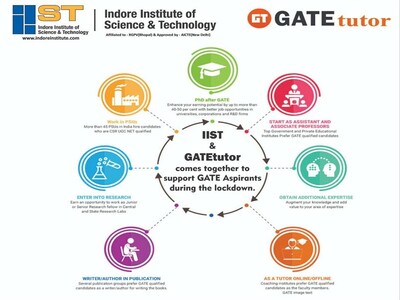 IIST
Indore Institute of
Science & Technology
www.indoreinstitute.com
Indore Institute of
Science & Technology
Affiliated to - RGPV(Bhopal) & Approved by - AICTE(New Delhi)
GT GATE tutor
PhD after GATE
Enhance your earning potential by up to more than
40-50 per cent with better job opportunities in
universities, corporations and R&D firms
Work in PSUs
More than 45 PSUs in India hire candidates
who are CSIR UGC NET qualified
START AS ASSISTANT AND
ASSOCIATE PROFESSORS
Top Government and Private Educational
Institutes Prefer GATE qualified candidates
IIST
&
GATEtutor
comes together to
support GATE Aspirants
during the lockdown.
ENTER INTO RESEARCH
Earn an opportunity to work as Junior
or Senior Research fellow in Central
and State Research Labs
OBTAIN ADDITIONAL EXPERTISE
Augment your knowledge and add
value to your area of expertise
WRITER/AUTHOR IN PUBLICATION
Several publication groups prefer GATE qualified
candidate as a writer/author for writing the books.
AS A TUTOR ONLINE/OFFLINE
Coaching institutes prefer GATE qualified
candidates as the faculty members.
GATE image text